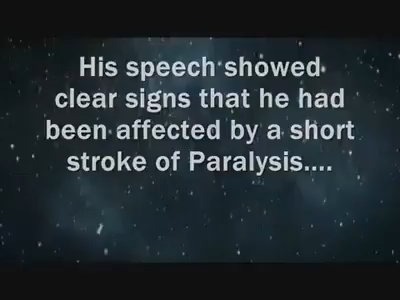 His speech showed
clear signs that he had
been affected by a short
stroke of Paralysis....